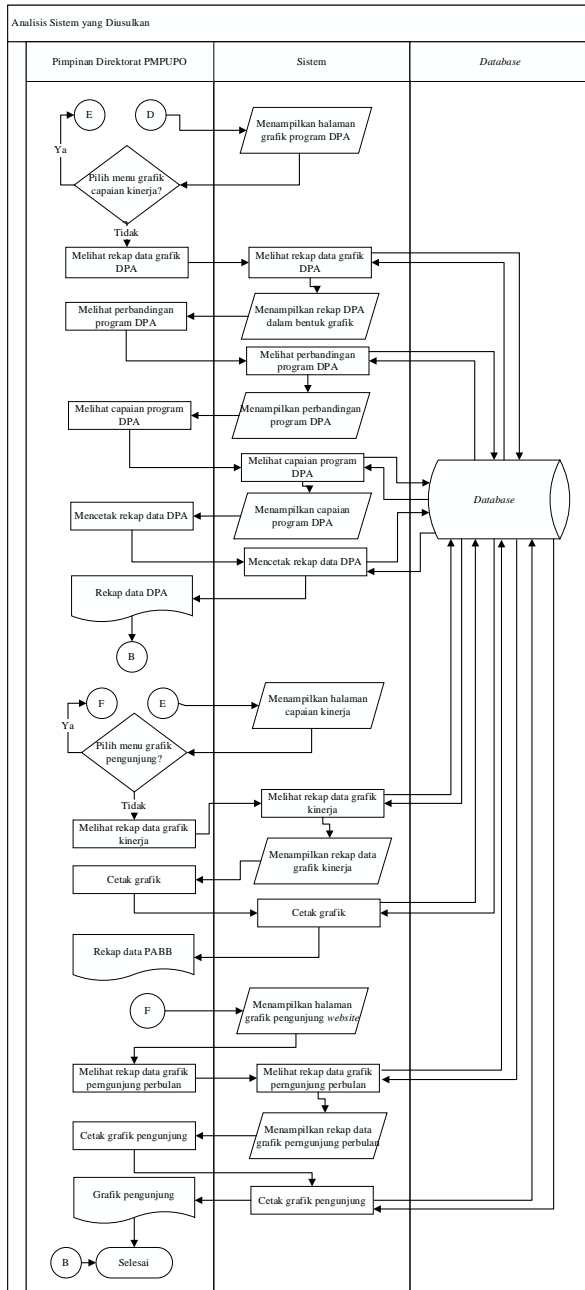 Analisis Sistem yang Diusulkan
Pimpinan Direktorat PMPUPO
Sistem
Database
E
D
Menampilkan halaman
grafik program DPA
Ya
Pilih menu grafik
capaian kinerja?
Tidak
Melihat rekap data grafik
DPA
Melihat rekap data grafik
DPA
Melihat perbandingan
program DPA
Menampilkan rekap DPA
dalam bentuk grafik
Melihat perbandingan
program DPA
Melihat capaian program
DPA
Menampilkan perbandingan
program DPA
Melihat capaian program
DPA
Database
Mencetak rekap data DPA
Menampilkan capaian
program DPA
Mencetak rekap data DPA
Rekap data DPA
B
F
E
Menampilkan halaman
capaian kinerja
Ya
Pilih menu grafik
pengunjung?
Tidak
Melihat rekap data grafik
kinerja
Melihat rekap data grafik
kinerja
Menampilkan rekap data
grafik kinerja
Cetak grafik
Cetak grafik
Rekap data PABB
F
Menampilkan halaman
grafik pengunjung website
Melihat rekap data grafik
perngunjung perbulan
Melihat rekap data grafik
perngunjung perbulan
Cetak grafik pengunjung
Menampilkan rekap data
grafik perngunjung perbulan
Grafik pengunjung
Cetak grafik pengunjung
B
Selesai